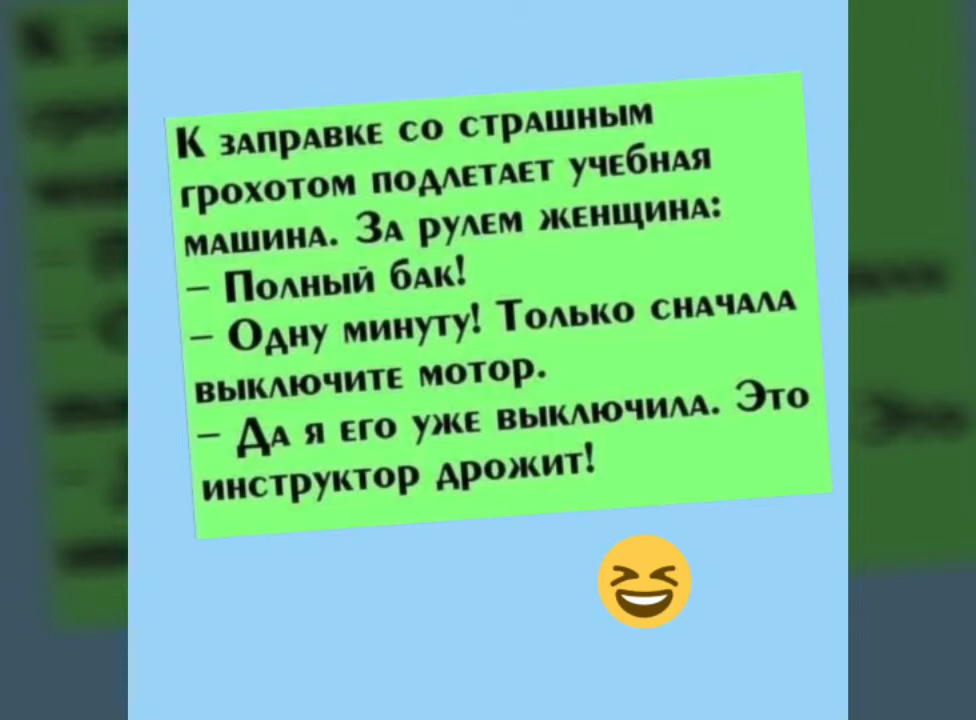 К заправке со страшным
грохотом подлетает учебная
машина. За рулем женщина:
– Полный бак!
– Одну минуту! Только сначала
выключите мотор.
– Да я его уже выключила. Это
инструктор дрожит!